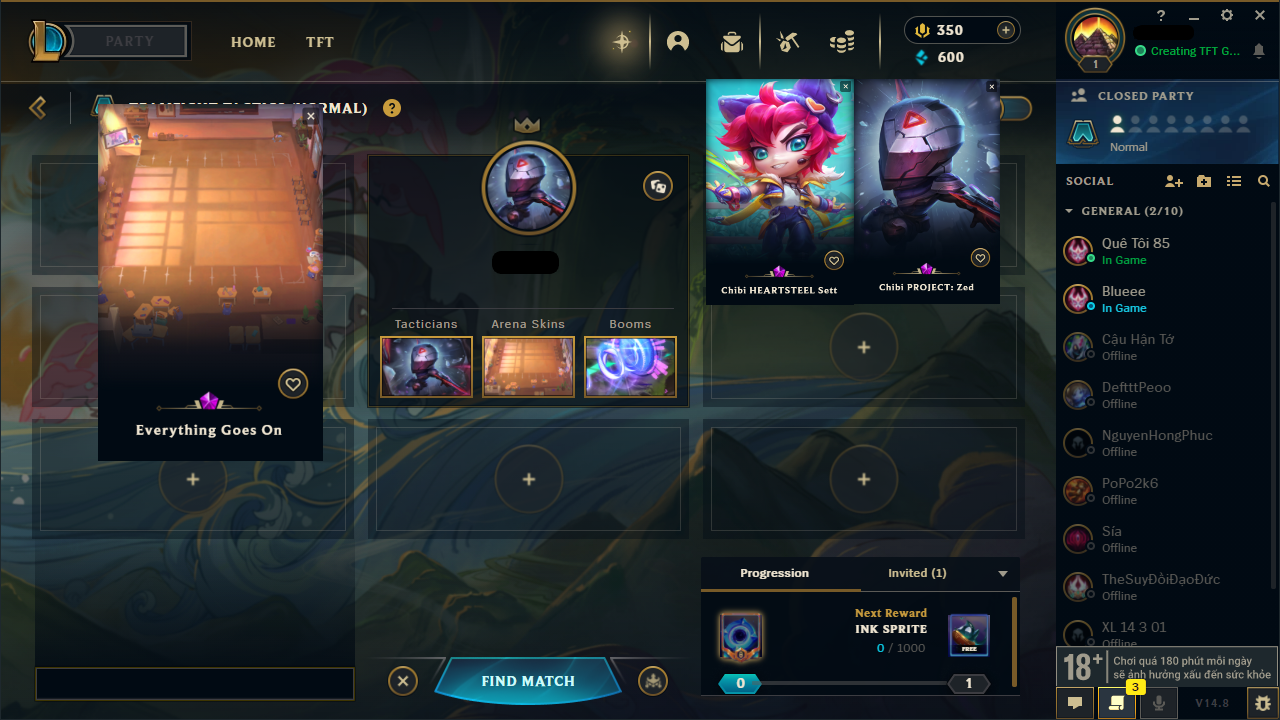 PARTY
HOME
TFT
350
600
?
Creating TFT G...
1
(NORMAL)
?
CLOSED PARTY
Normal
SOCIAL
GENERAL (2/10)
Quê Tôi 85
In Game
Blueee
In Game
Cậu Hận Tớ
Offline
DeftttPeoo
Offline
NguyenHongPhuc
Offline
PoPo2k6
Offline
Sía
Offline
TheSuyĐồiĐạoĐức
Offline
XL 14 3 01
Offline
Everything Goes On
Tacticians
Arena Skins
Booms
Chibi HEARTSTEEL Sett
Chibi PROJECT: Zed
Progression
Invited (1)
Next Reward
INK SPRITE
0 / 1000
FREE
0
1
FIND MATCH
18+
Chơi quá 180 phút mỗi ngày
sẽ ảnh hưởng xấu đến sức khỏe
3
V14.8